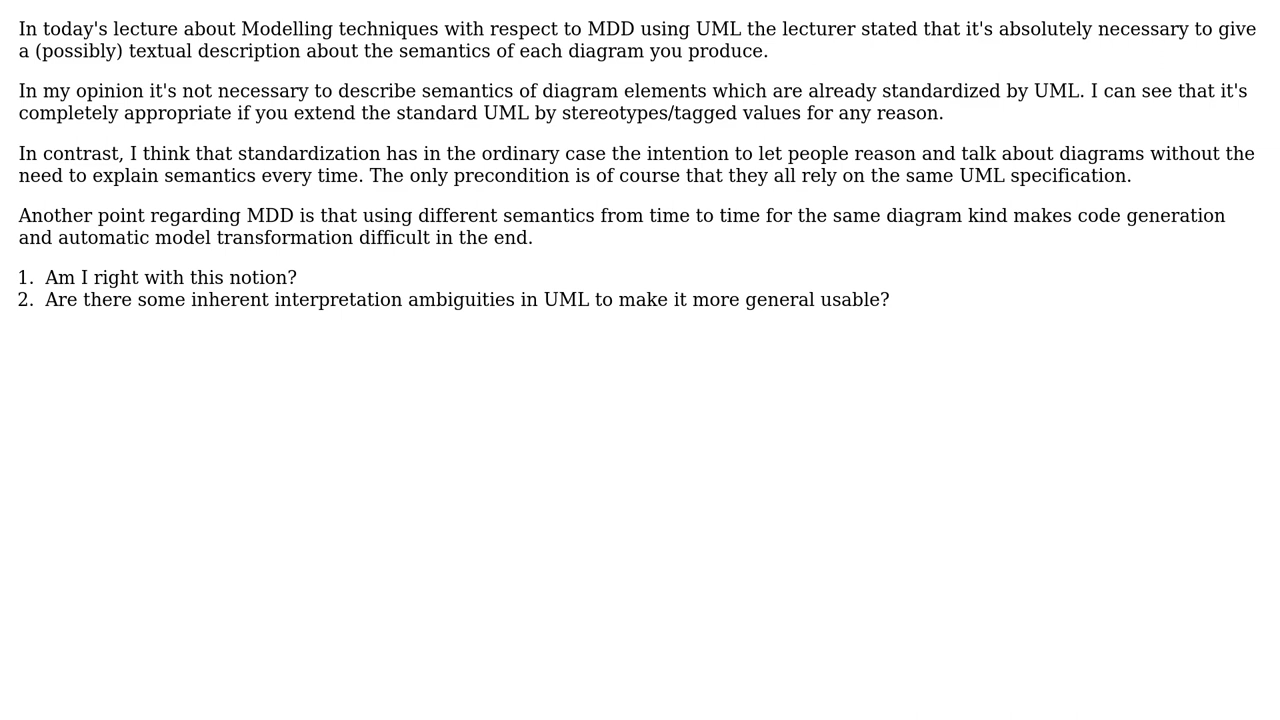 In today's lecture about Modelling techniques with respect to MDD using UML the lecturer stated that it's absolutely necessary to give
a (possibly) textual description about the semantics of each diagram you produce.
In my opinion it's not necessary to describe semantics of diagram elements which are already standardized by UML. I can see that it's
completely appropriate if you extend the standard UML by stereotypes/tagged values for any reason.
In contrast, I think that standardization has in the ordinary case the intention to let people reason and talk about diagrams without the
need to explain semantics every time. The only precondition is of course that they all rely on the same UML specification.
Another point regarding MDD is that using different semantics from time to time for the same diagram kind makes code generation
and automatic model transformation difficult in the end.
1. Am I right with this notion?
2. Are there some inherent interpretation ambiguities in UML to make it more general usable?